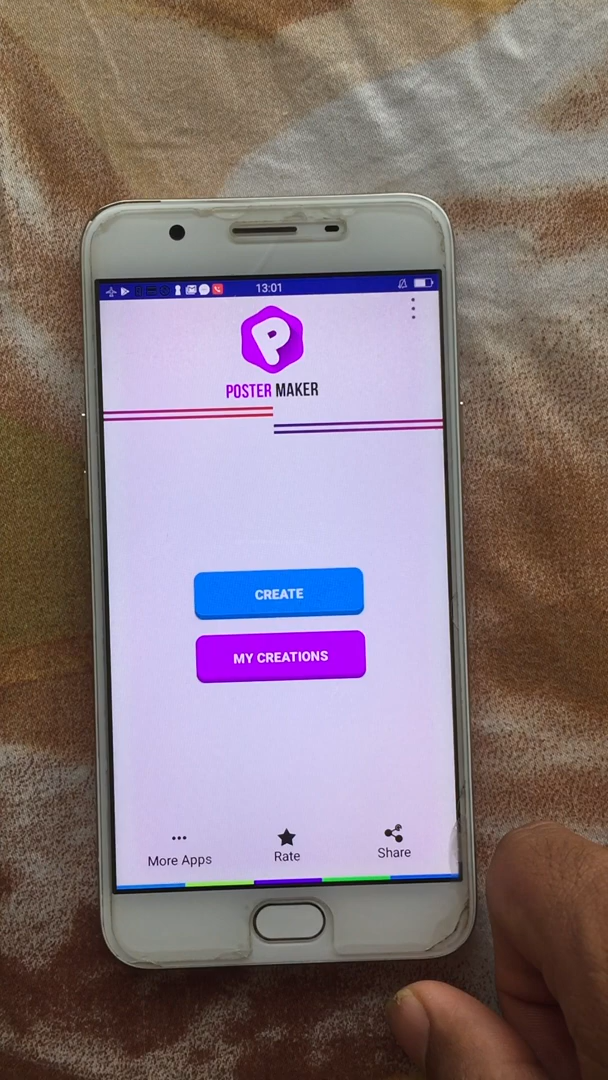 13:01
P
POSTER MAKER
CREATE
MY CREATIONS
More Apps
Rate
Share